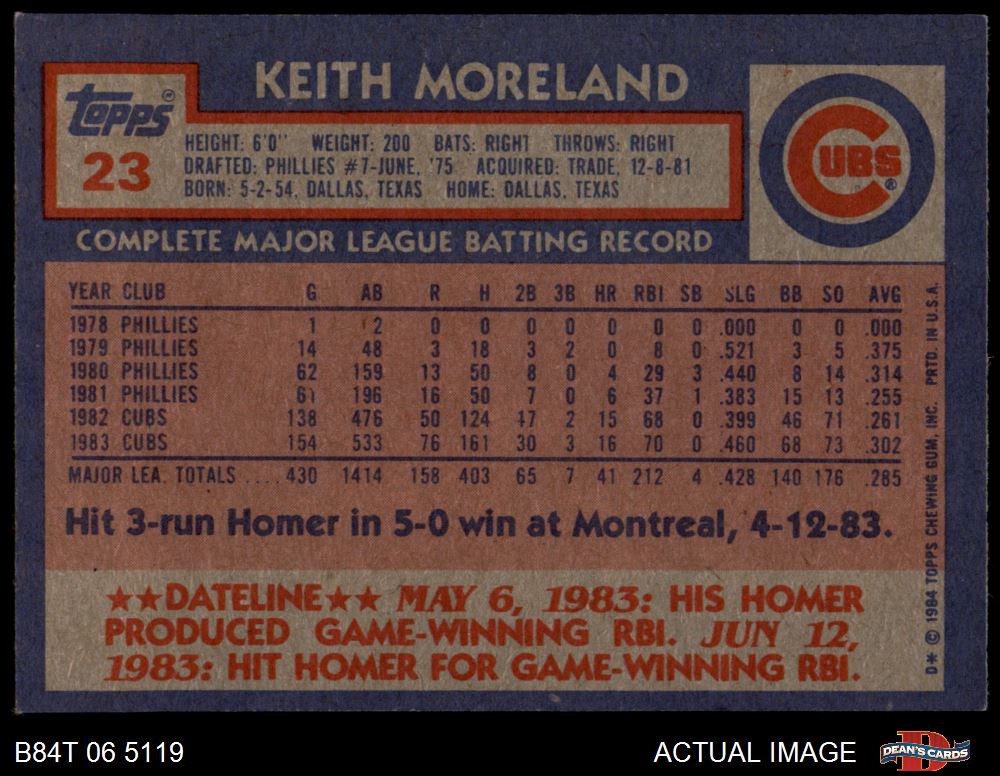 KEITH MORELAND
TOPPS ®
23
HEIGHT: 6'0" WEIGHT: 200 BATS: RIGHT THROWS: RIGHT
DRAFTED: PHILLIES #7-JUNE, '75 ACQUIRED: TRADE, 12-8-81
BORN: 5-2-54, DALLAS, TEXAS HOME: DALLAS, TEXAS
CUBS ®
COMPLETE MAJOR LEAGUE BATTING RECORD
YEAR CLUB G AB R H 2B 3B HR RBI SB SLG BB SO AVG
1978 PHILLIES 1 2 0 0 0 0 0 0 0 .000 0 0 .000
1979 PHILLIES 14 48 3 18 3 2 0 8 0 .521 3 5 .375
1980 PHILLIES 62 159 13 50 8 0 4 29 3 .440 8 14 .314
1981 PHILLIES 61 196 16 50 7 0 6 37 1 .383 15 13 .255
1982 CUBS 138 476 50 124 17 2 15 68 0 .399 46 71 .261
1983 CUBS 154 533 76 161 30 3 16 70 0 .460 68 73 .302
MAJOR LEA. TOTALS .... 430 1414 158 403 65 7 41 212 4 .428 140 176 .285
Hit 3-run Homer in 5-0 win at Montreal, 4-12-83.
★★DATELINE★★ MAY 6, 1983: HIS HOMER
PRODUCED GAME-WINNING RBI. JUN 12,
1983: HIT HOMER FOR GAME-WINNING RBI.
D* © 1984 TOPPS CHEWING GUM, INC. PRTD. IN U.S.A.
B84T 06 5119
ACTUAL IMAGE
D
DEAN'S CARDS